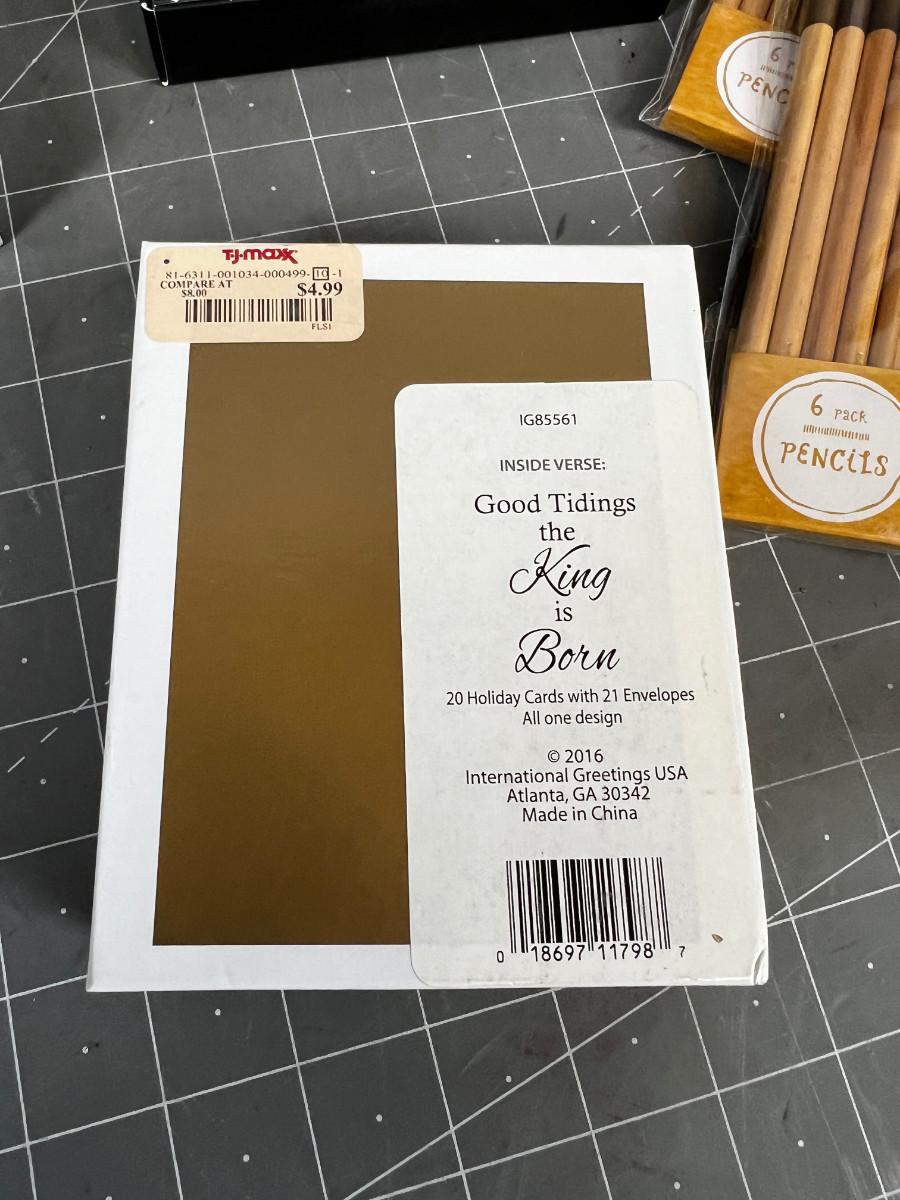 T·J·maxx
81-6311-001034-000499-10-1
COMPARE AT
$8.00
$4.99
FLS1
IG85561
INSIDE VERSE:
Good Tidings
the
King
is
Born
20 Holiday Cards with 21 Envelopes
All one design
© 2016
International Greetings USA
Atlanta, GA 30342
Made in China
0 18697 11798 7
6
PENC
6 PACK
PENCILS